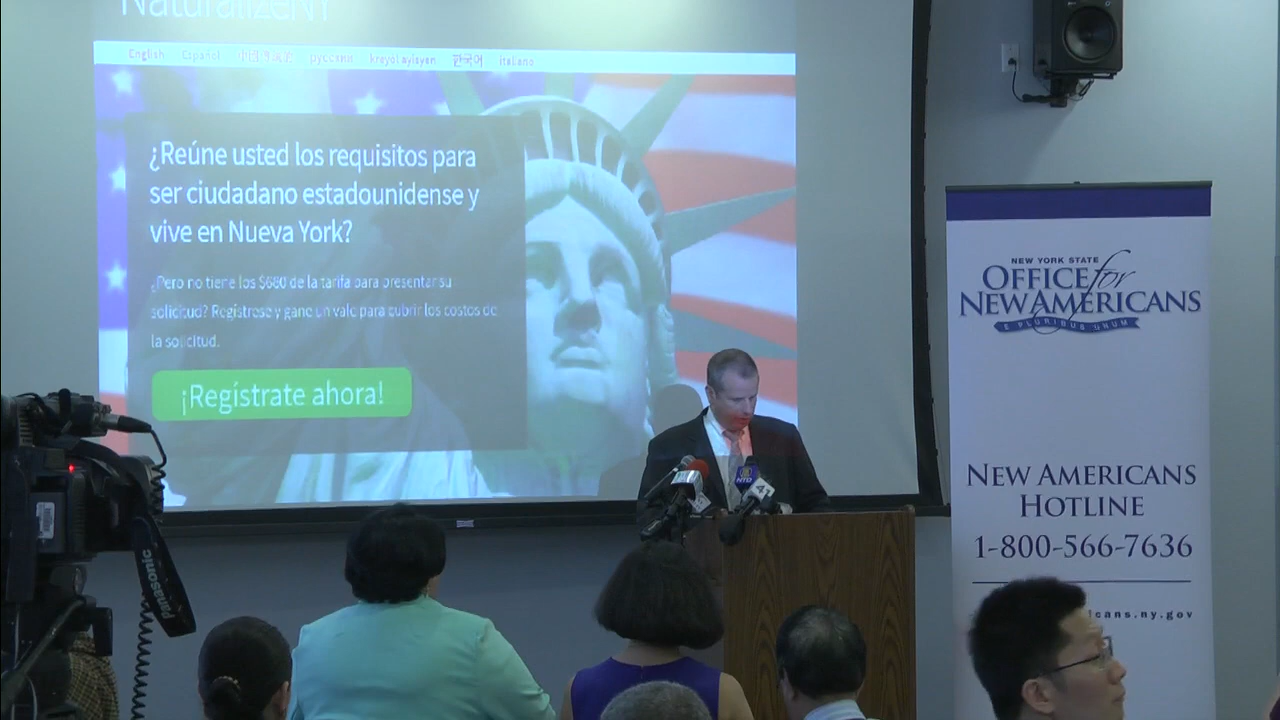 NaturalizeNY
English Español русский kreyòl ayisyen 한국어 italiano
¿Reúne usted los requisitos para
ser ciudadano estadounidense y
vive en Nueva York?
¿Pero no tiene los $680 de la tarifa para presentar su
solicitud? Regístrese y gane un vale para cubrir los costos de
la solicitud.
¡Regístrate ahora!
NEW YORK STATE
OFFICE for
NEW AMERICANS
E PLURIBUS UNUM
NEW AMERICANS
HOTLINE
1-800-566-7636
icans.ny.gov
NTD
Panasonic